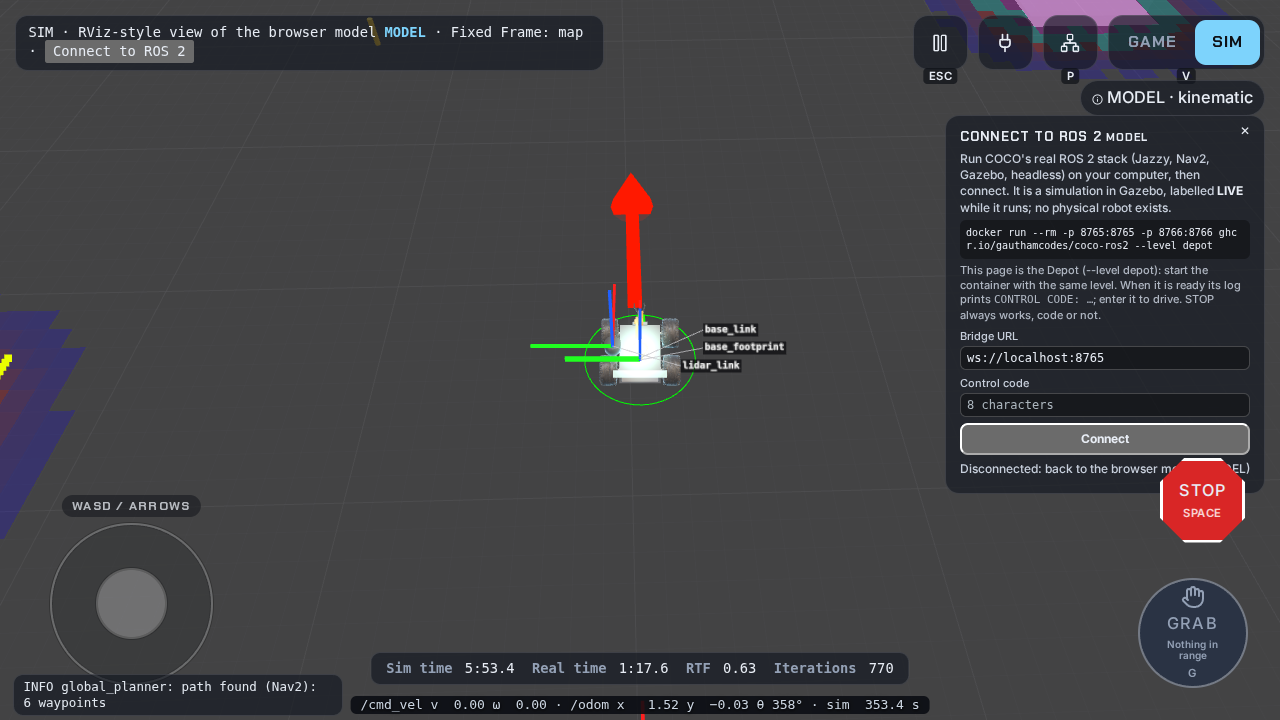 SIM · RViz-style view of the browser model MODEL · Fixed Frame: map
· Connect to ROS 2
ESC
P
GAME
SIM
V
MODEL · kinematic
CONNECT TO ROS 2 MODEL
×
Run COCO's real ROS 2 stack (Jazzy, Nav2,
Gazebo, headless) on your computer, then
connect. It is a simulation in Gazebo, labelled LIVE
while it runs; no physical robot exists.
docker run --rm -p 8765:8765 -p 8766:8766 ghc
r.io/gauthamcodes/coco-ros2 --level depot
This page is the Depot (--level depot): start the
container with the same level. When it is ready its log
prints CONTROL CODE: …; enter it to drive. STOP
always works, code or not.
Bridge URL
ws://localhost:8765
Control code
8 characters
Connect
Disconnected: back to the browser
STOP
SPACE
base_link
base_footprint
lidar_link
WASD / ARROWS
GRAB
Nothing in
range
G
Sim time 5:53.4 Real time 1:17.6 RTF 0.63 Iterations 770
INFO global_planner: path found (Nav2):
6 waypoints
/cmd_vel v 0.00 ω 0.00 · /odom x 1.52 y −0.03 θ 358° · sim 353.4 s